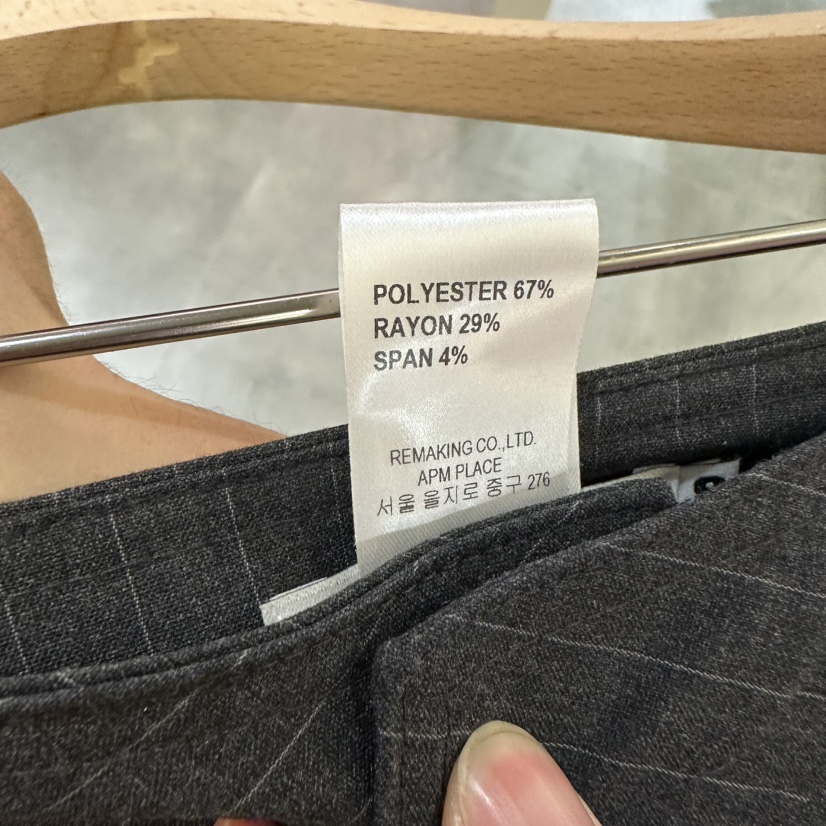 POLYESTER 67%
RAYON 29%
SPAN 4%
REMAKING CO.,LTD.
APM PLACE
서울 을지로 중구 276